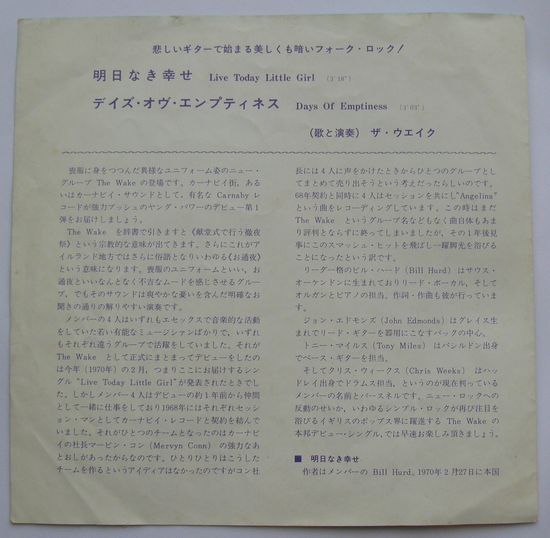 悲しいギターで始まる美しくも暗いフォーク・ロック!
明日なき幸せ Live Today Little Girl (3'18")
デイズ・オヴ・エンプティネス Days Of Emptiness (3'03")
(歌と演奏) ザ・ウエイク
喪服に身をつつんだ異様なユニフォーム姿のニュー・
グループ The Wake の登場です。カーナビイ街、ある
いはカーナビイ・サウンドとして、有名な Carnaby レ
コードが強力プッシュのヤング・パワーのデビュー第1
弾をお届けしましょう。
The Wake を辞書で引きますと《献堂式で行う徹夜
祭》という宗教的な意味が出てきます。さらにこれがア
イルランド地方ではさらに俗語となりいわゆる《お通夜》
という意味になります。喪服のユニフォームといい、お
通夜といいなんとなく不吉なムードを感じさせるグルー
プ、でもそのサウンドは爽やかな憂いを含んだ明確なお
聞きの通りの解りやすい演奏です。
メンバーの4人はいずれもエセックスで音楽的な活動
をしていた若い有能なミュージシャンばかりで、いずれ
もそれぞれ違うグループで活躍をしていました。それが
The Wake として正式にまとまってデビューをしたの
は今年(1970年)の2月、つまりここにお届けするシン
グル "Live Today Little Girl" が発表されたときでし
た。しかしメンバー4人はデビューの約1年前から仲間
として一緒に仕事をしており1968年にはそれぞれセッシ
ョン・マンとしてカーナビイ・レコードと契約を結んで
いました。それがひとつのチームとなったのはカーナビ
イの社長マービン・コン (Mervyn Conn) の強力なあ
とおしがあったからなのです。ひとりひとりはこうした
チームを作るというアイディアはなかったのですがコン社
長には4人に声をかけたときからひとつのグループとし
てまとめて売り出そうという考えだったらしいのです。
68年契約と同時に4人はセッションを共にし"Angelina"
という曲をレコーディングしています。この時はまだ
The Wake というグループ名などもなく曲自体もあま
り評判とならずに終ってしまいましたが、その1年後見
事にこのスマッシュ・ヒットを飛ばし一躍脚光を浴びる
ことになったという訳です。
リーダー格のビル・ハード (Bill Hurd) はサウス・
オーケンドンに生まれておりリード・ボーカル、そして
オルガンとピアノの担当。作詞・作曲も彼が行っていま
す。
ジョン・エドモンズ (John Edmonds) はグレイス生
まれでリード・ギターを器用にこなすバックの中心。
トニー・マイルス (Tony Miles) はバシルドン出身
でベース・ギターを担当。
そしてクリス・ウィークス (Chris Weeks) はハッ
ドレイ出身でドラムス担当、というのが現在判っている
メンバーの名前とパースネルです。ニュー・ロックへの
反動のせいか、いわゆるシンプル・ロックが再び注目を
浴びるイギリスのポップス界に躍進する The Wake の
本邦デビュー・シングル、では早速お楽しみ頂きましょう。
■ 明日なき幸せ
作者はメンバーの Bill Hurd。1970年2月27日に本国